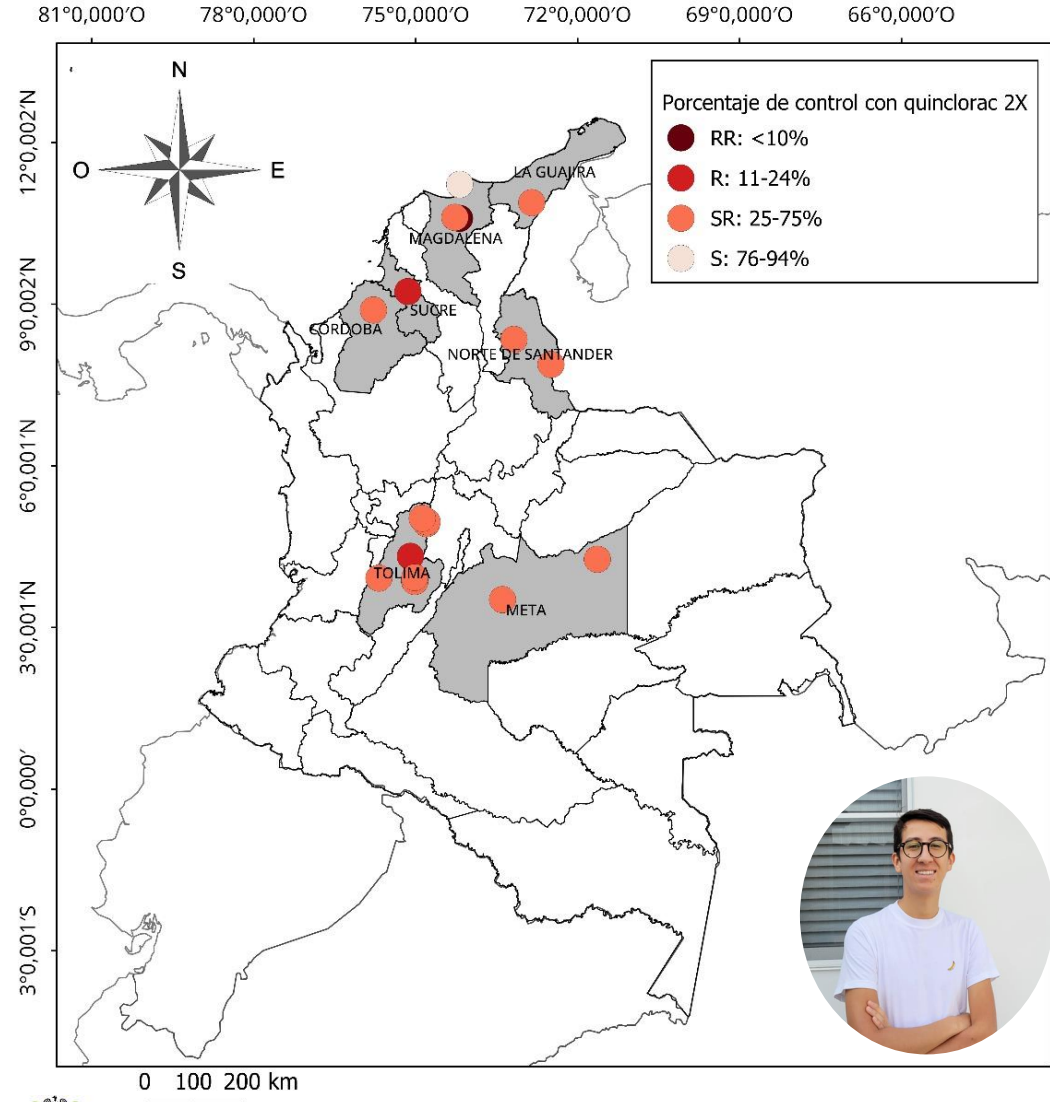 81°0,000′O 78°0,000′O 75°0,000′O 72°0,000′O 69°0,000′O 66°0,000′O
12°0,002′N
9°0,002′N
6°0,001′N
3°0,001′N
0°0,000′
3°0,001′S
N
O
E
S
Porcentaje de control con quinclorac 2X
RR: <10%
R: 11-24%
SR: 25-75%
S: 76-94%
LA GUAJIRA
MAGDALENA
SUCRE
CÓRDOBA
NORTE DE SANTANDER
TOLIMA
META
0 100 200 km